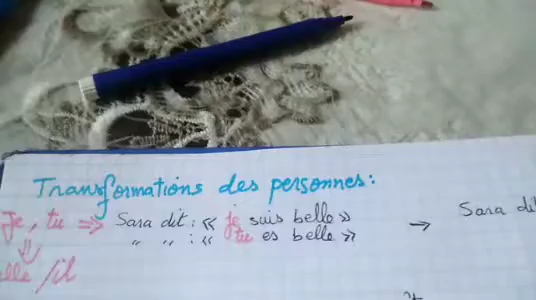 Transformations des personnes:
Je, tu ⇒ Sara dit : « je suis belle » → Sara dit
" " : « tu es belle »
⇓
elle / il